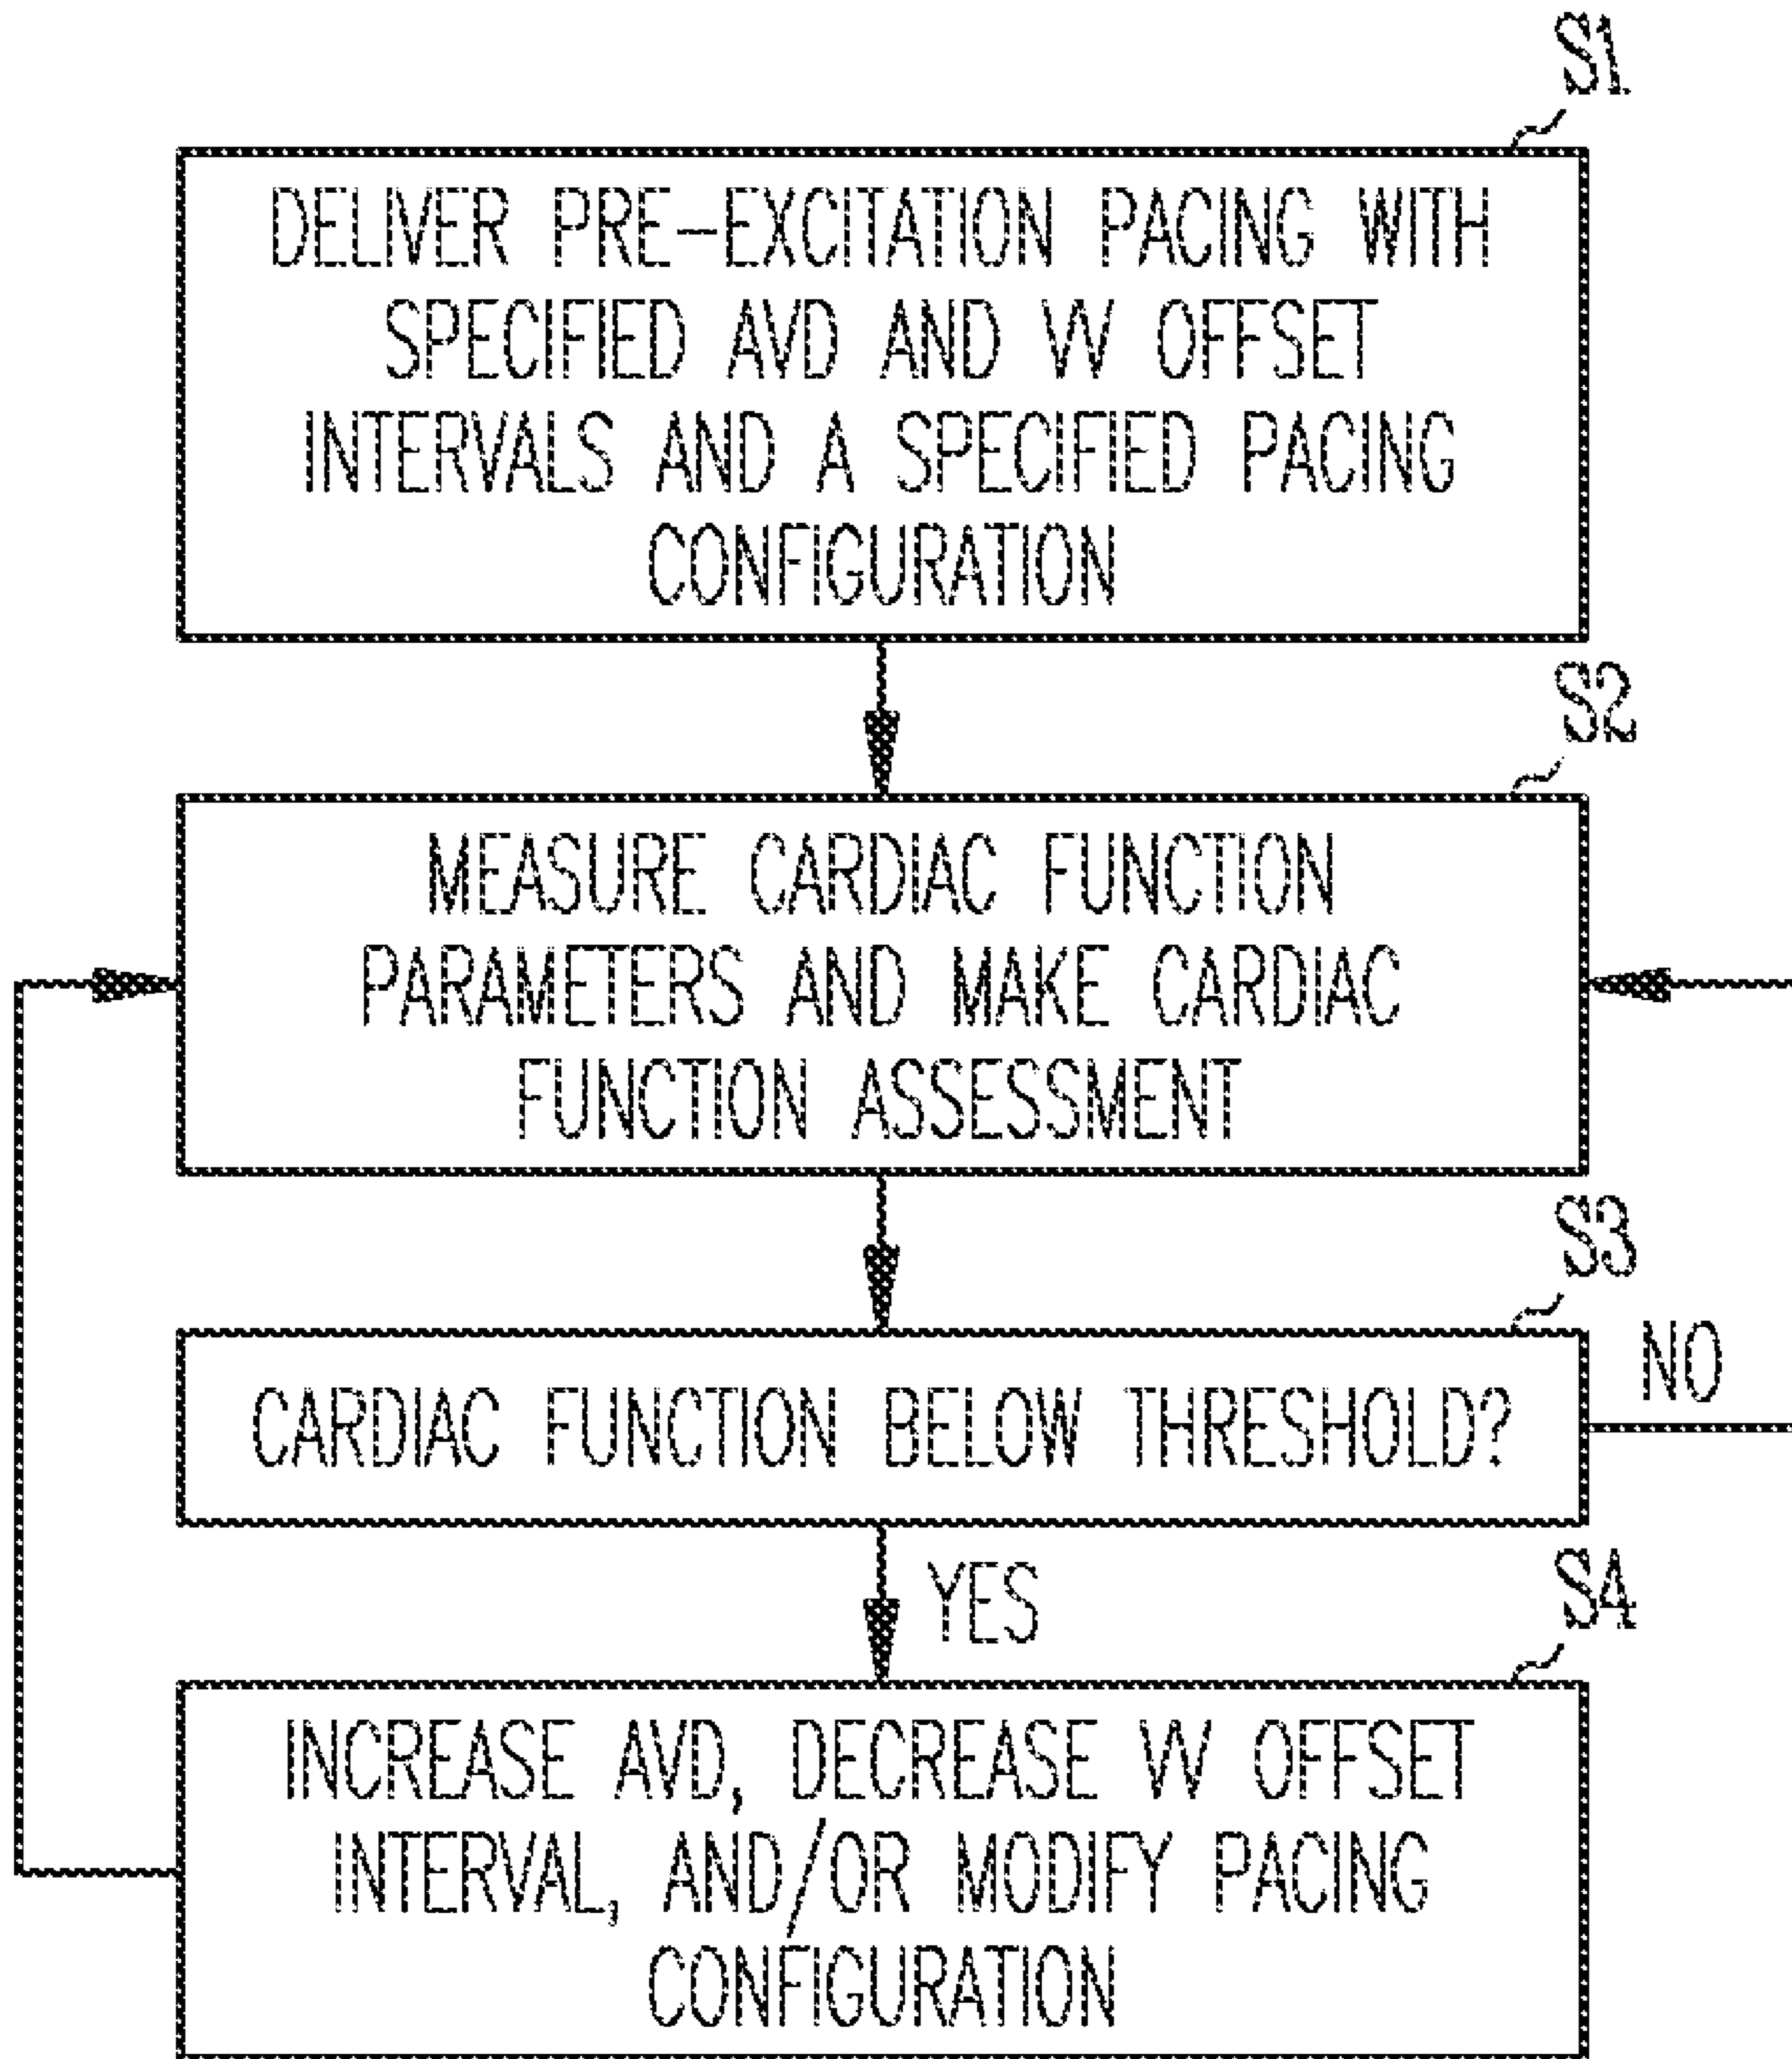 S1
DELIVER PRE-EXCITATION PACING WITH
SPECIFIED AVD AND VV OFFSET
INTERVALS AND A SPECIFIED PACING
CONFIGURATION
S2
MEASURE CARDIAC FUNCTION
PARAMETERS AND MAKE CARDIAC
FUNCTION ASSESSMENT
S3
CARDIAC FUNCTION BELOW THRESHOLD?
NO
YES
S4
INCREASE AVD, DECREASE VV OFFSET
INTERVAL, AND/OR MODIFY PACING
CONFIGURATION